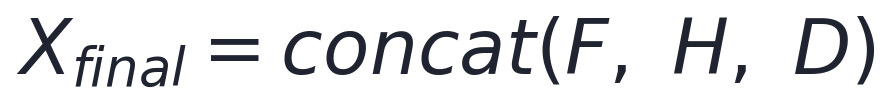 X_final = concat(F, H, D)